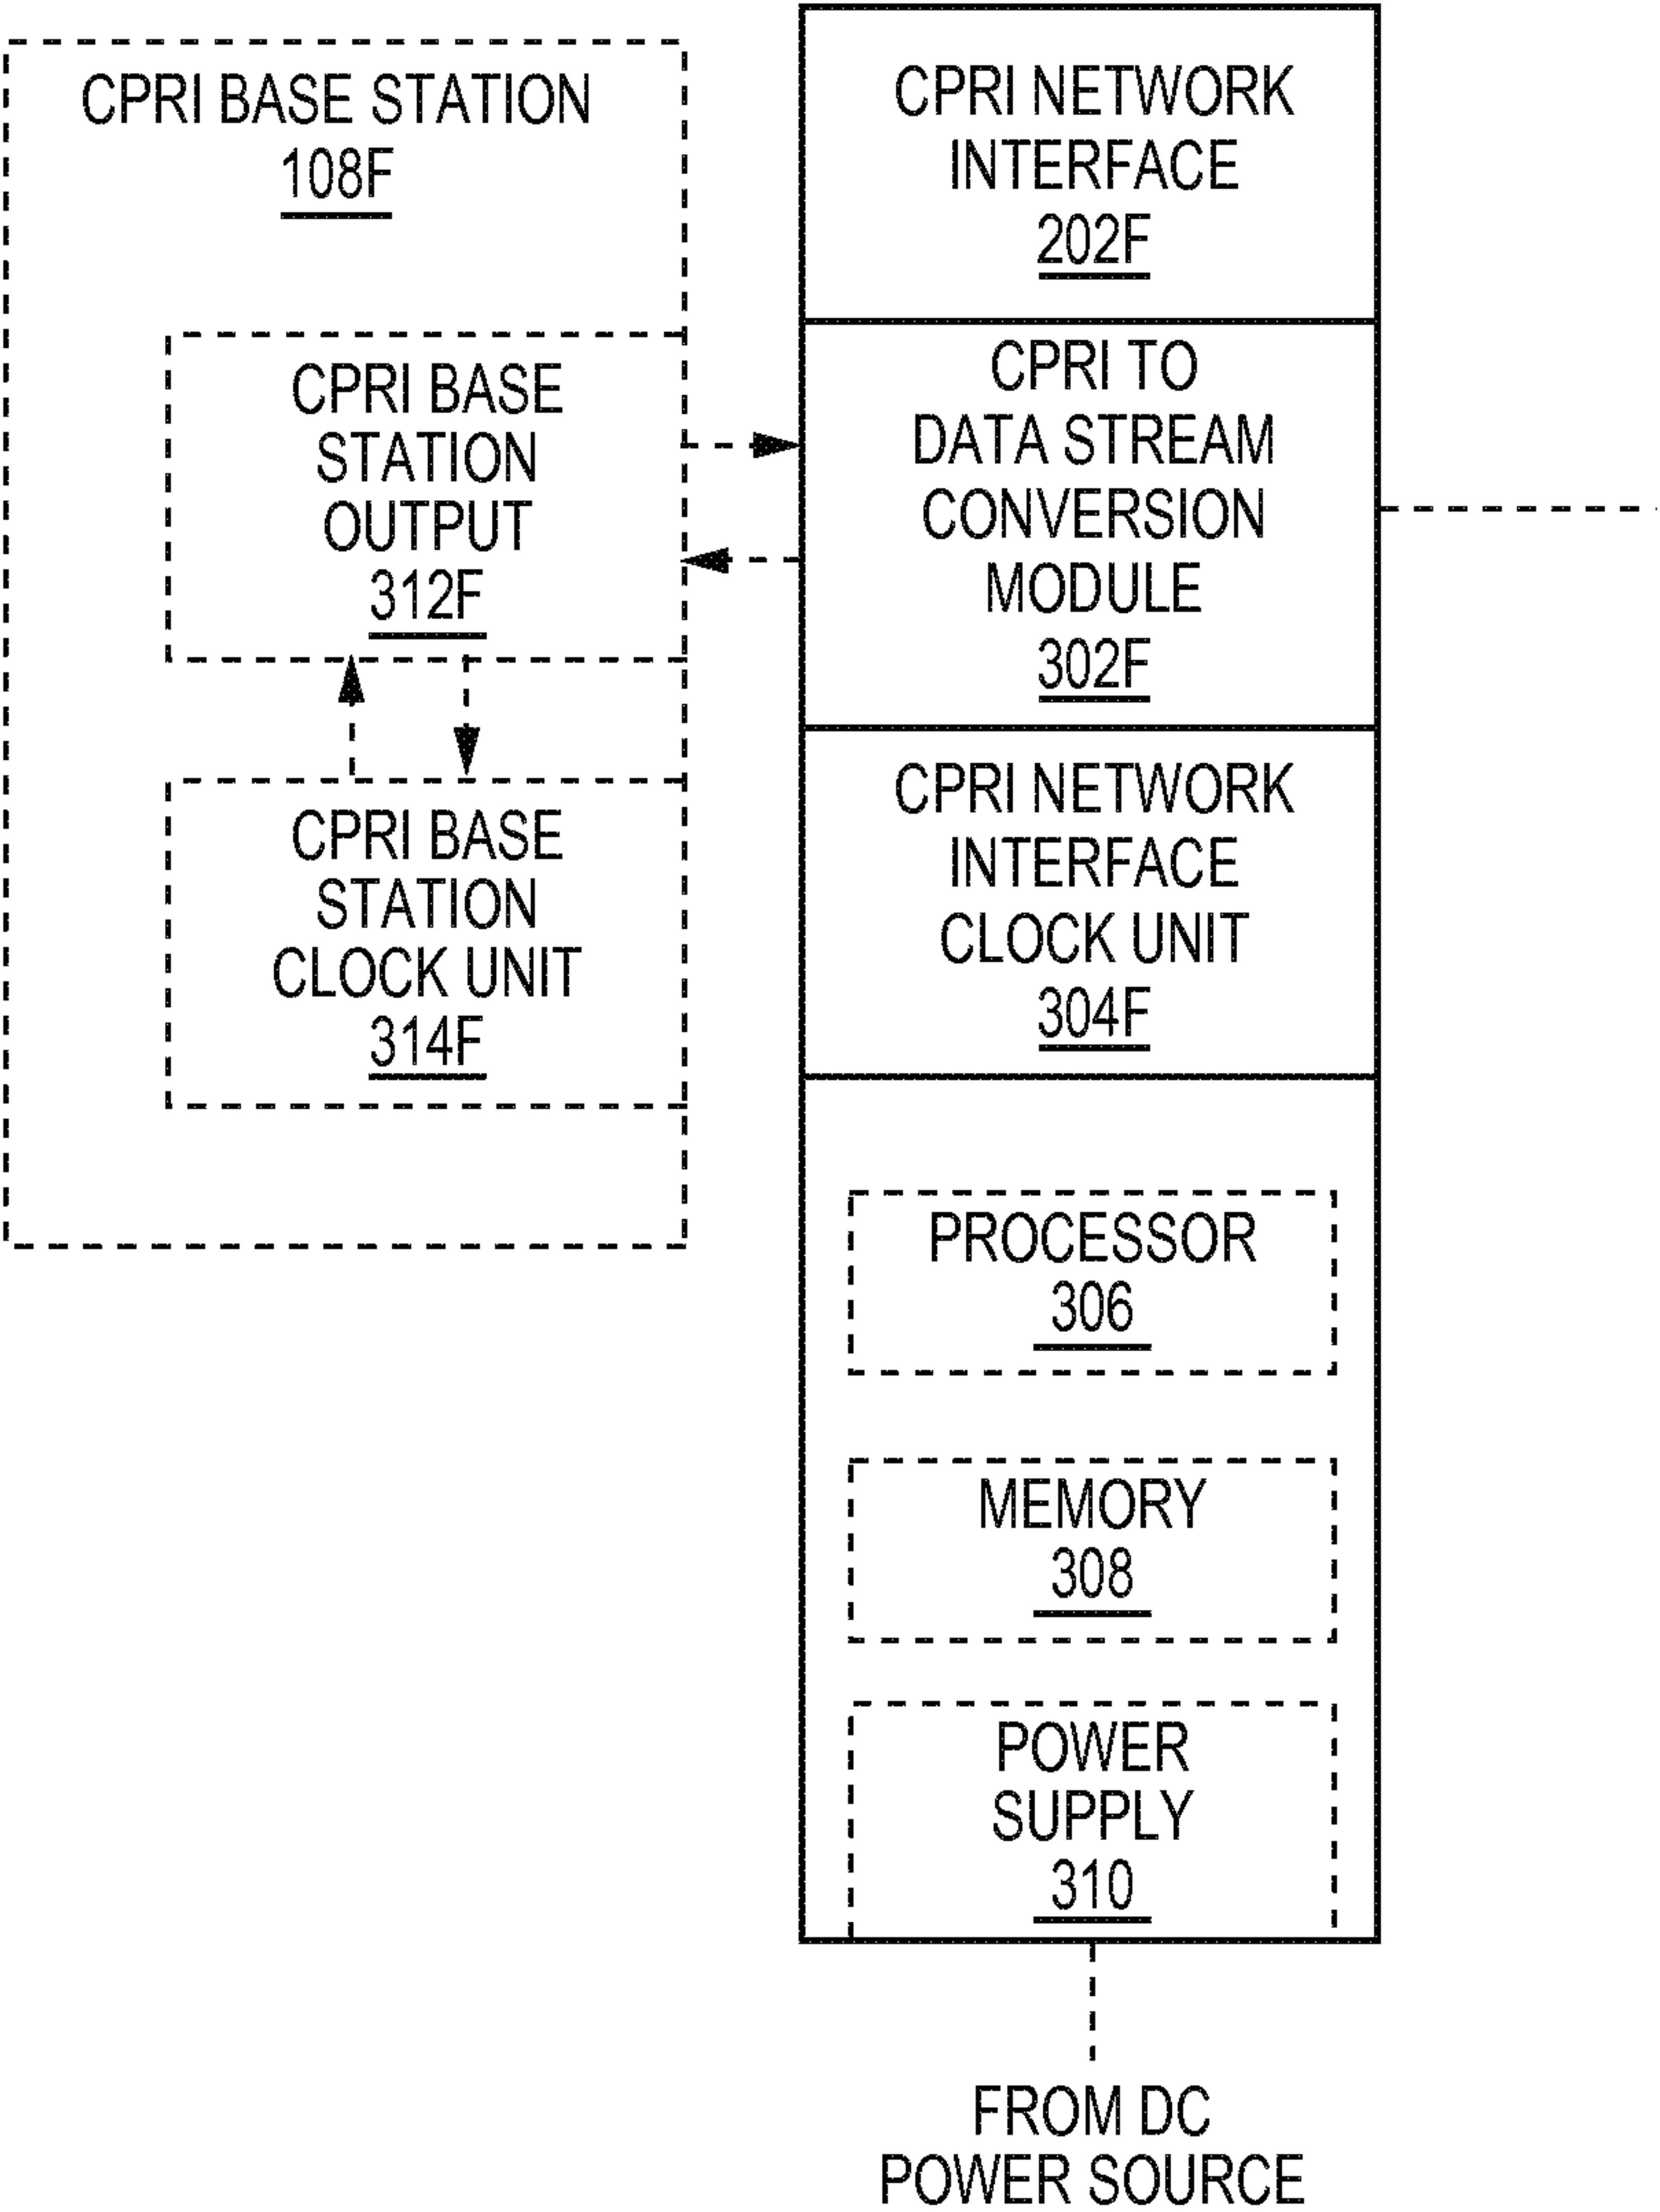 CPRI BASE STATION
108F
CPRI BASE
STATION
OUTPUT
312F
CPRI BASE
STATION
CLOCK UNIT
314F
CPRI NETWORK
INTERFACE
202F
CPRI TO
DATA STREAM
CONVERSION
MODULE
302F
CPRI NETWORK
INTERFACE
CLOCK UNIT
304F
PROCESSOR
306
MEMORY
308
POWER
SUPPLY
310
FROM DC
POWER SOURCE